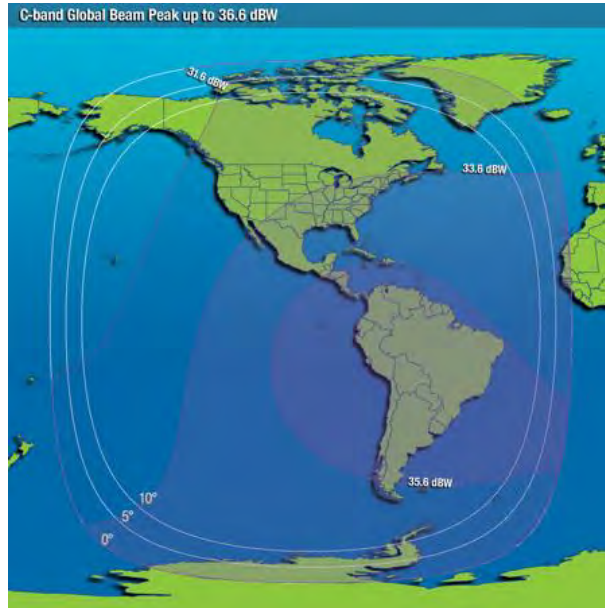 C-band Global Beam Peak up to 36.6 dBW
31.6 dBW
33.6 dBW
35.6 dBW
10°
5°
0°